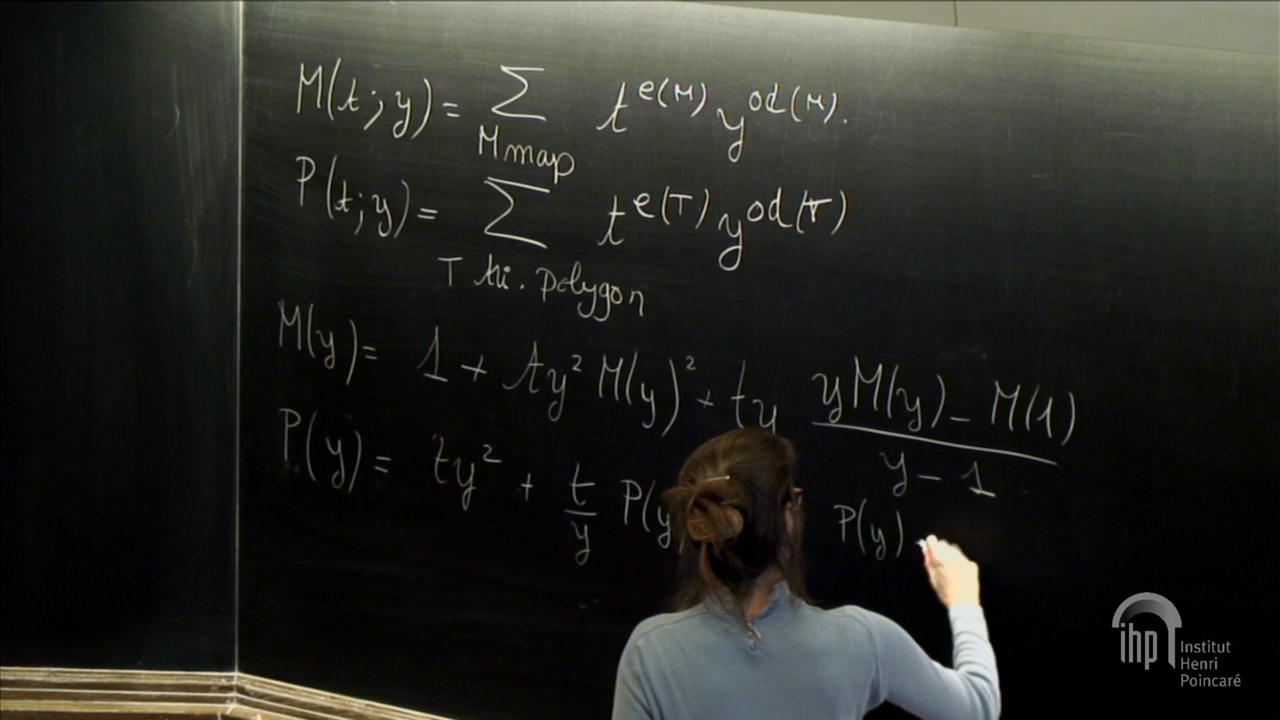 M(t; y) = ∑ t^{e(M)} y^{od(M)}.
M map
P(t; y) = ∑ t^{e(T)} y^{od(T)}
T tri. polygon
M(y) = 1 + ty² M(y)² + ty (yM(y) - M(1))/(y - 1)
P(y) = ty² + t/y P(y P(y) -
ihp Institut
Henri
Poincaré